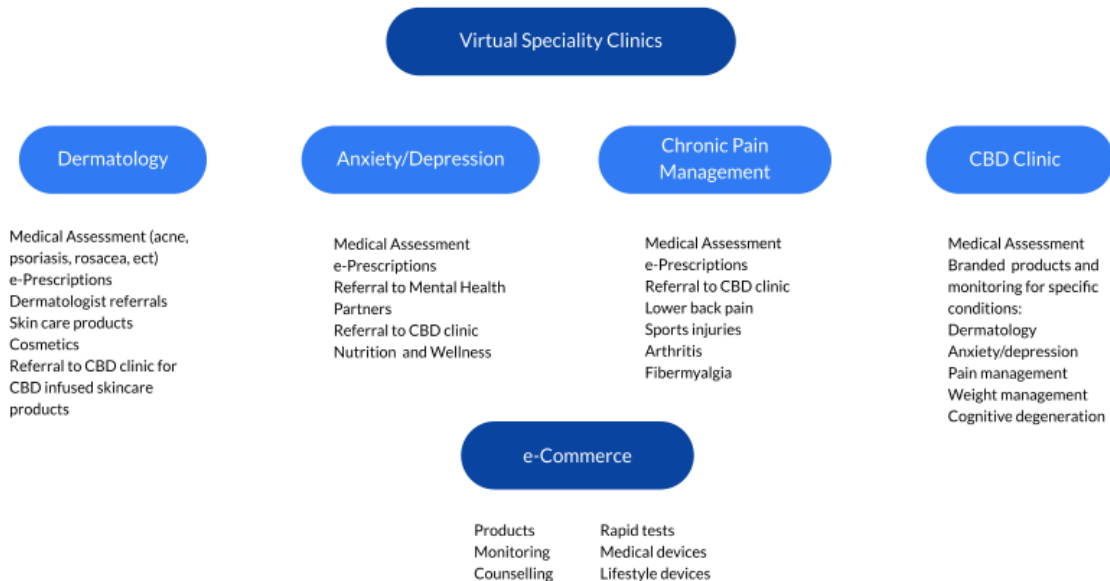 Virtual Speciality Clinics
Dermatology
Medical Assessment (acne,
psoriasis, rosacea, ect)
e-Prescriptions
Dermatologist referrals
Skin care products
Cosmetics
Referral to CBD clinic for
CBD infused skincare
products
Anxiety/Depression
Medical Assessment
e-Prescriptions
Referral to Mental Health
Partners
Referral to CBD clinic
Nutrition and Wellness
Chronic Pain
Management
Medical Assessment
e-Prescriptions
Referral to CBD clinic
Lower back pain
Sports injuries
Arthritis
Fibermyalgia
CBD Clinic
Medical Assessment
Branded products and
monitoring for specific
conditions:
Dermatology
Anxiety/depression
Pain management
Weight management
Cognitive degeneration
e-Commerce
Products
Monitoring
Counselling
Rapid tests
Medical devices
Lifestyle devices